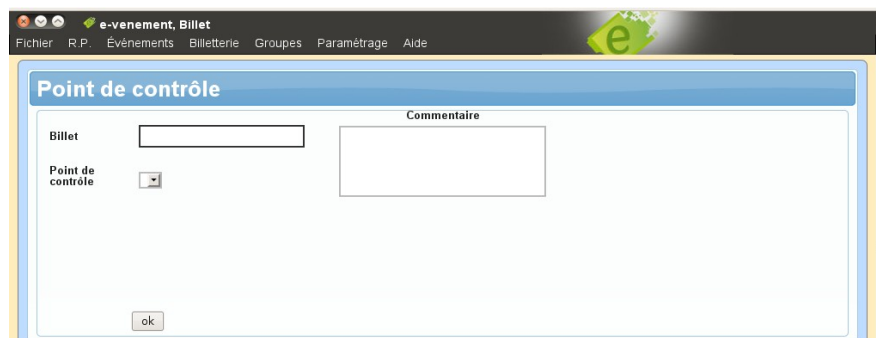 e-venement, Billet
Fichier R.P. Évènements Billetterie Groupes Paramétrage Aide
e
Point de contrôle
Commentaire
Billet
Point de
contrôle
ok